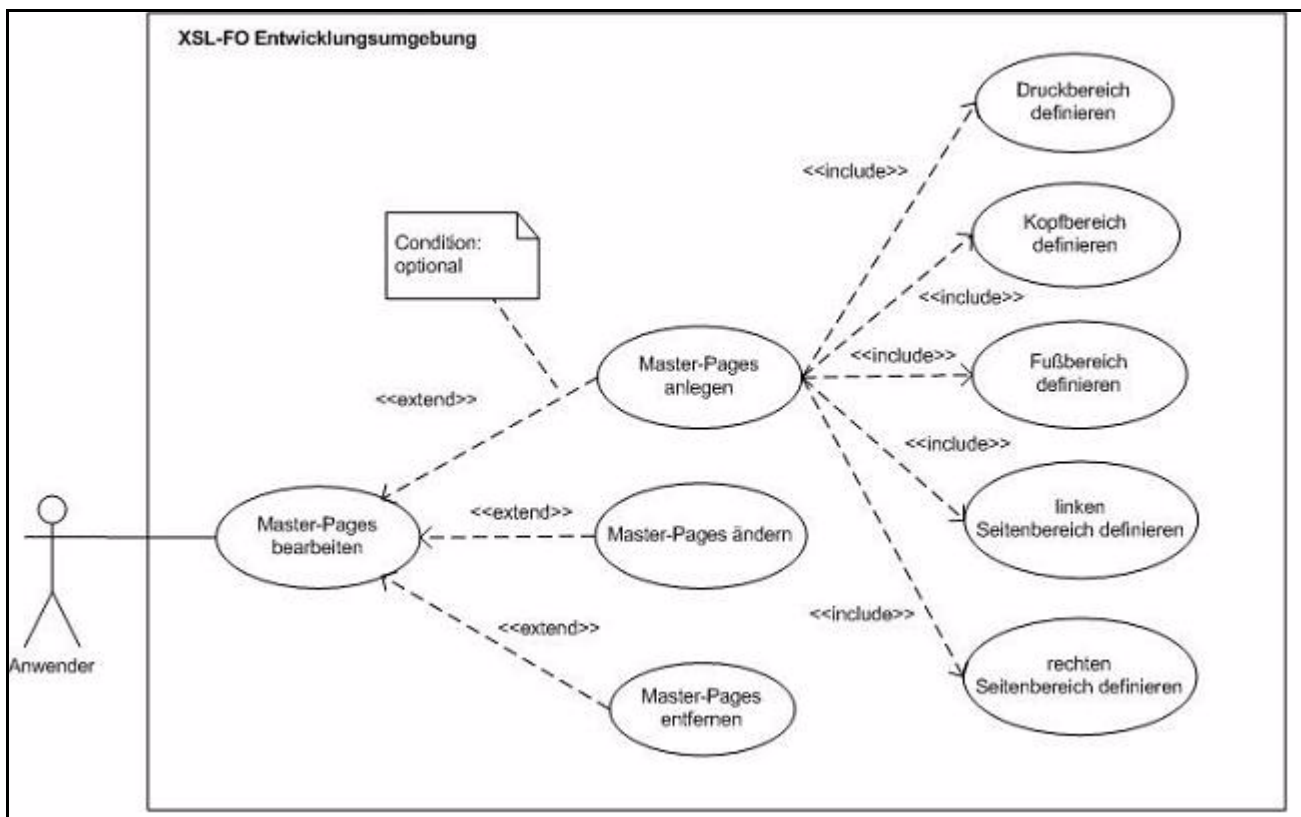 XSL-FO Entwicklungsumgebung
Druckbereich
definieren
<<include>>
Kopfbereich
definieren
Condition:
optional
<<include>>
Master-Pages
anlegen
<<include>>
Fußbereich
definieren
<<extend>>
<<include>>
linken
Seitenbereich definieren
<<extend>>
Master-Pages
bearbeiten
Master-Pages ändern
<<include>>
<<extend>>
rechten
Seitenbereich definieren
Anwender
Master-Pages
entfernen